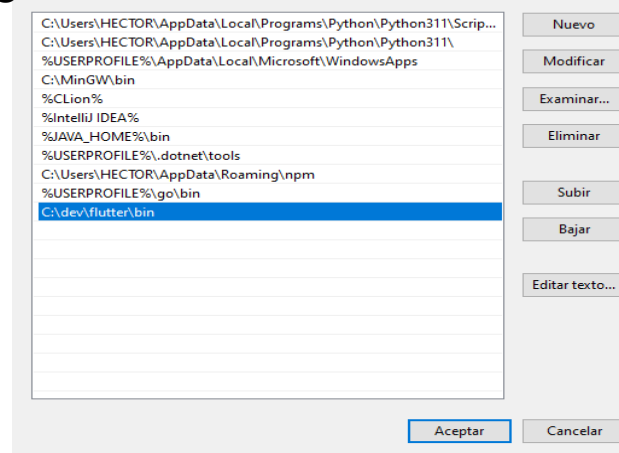 C:\Users\HECTOR\AppData\Local\Programs\Python\Python311\Scrip...
C:\Users\HECTOR\AppData\Local\Programs\Python\Python311\
%USERPROFILE%\AppData\Local\Microsoft\WindowsApps
C:\MinGW\bin
%CLion%
%IntelliJ IDEA%
%JAVA_HOME%\bin
%USERPROFILE%\.dotnet\tools
C:\Users\HECTOR\AppData\Roaming\npm
%USERPROFILE%\go\bin
C:\dev\flutter\bin
Nuevo
Modificar
Examinar...
Eliminar
Subir
Bajar
Editar texto...
Aceptar
Cancelar